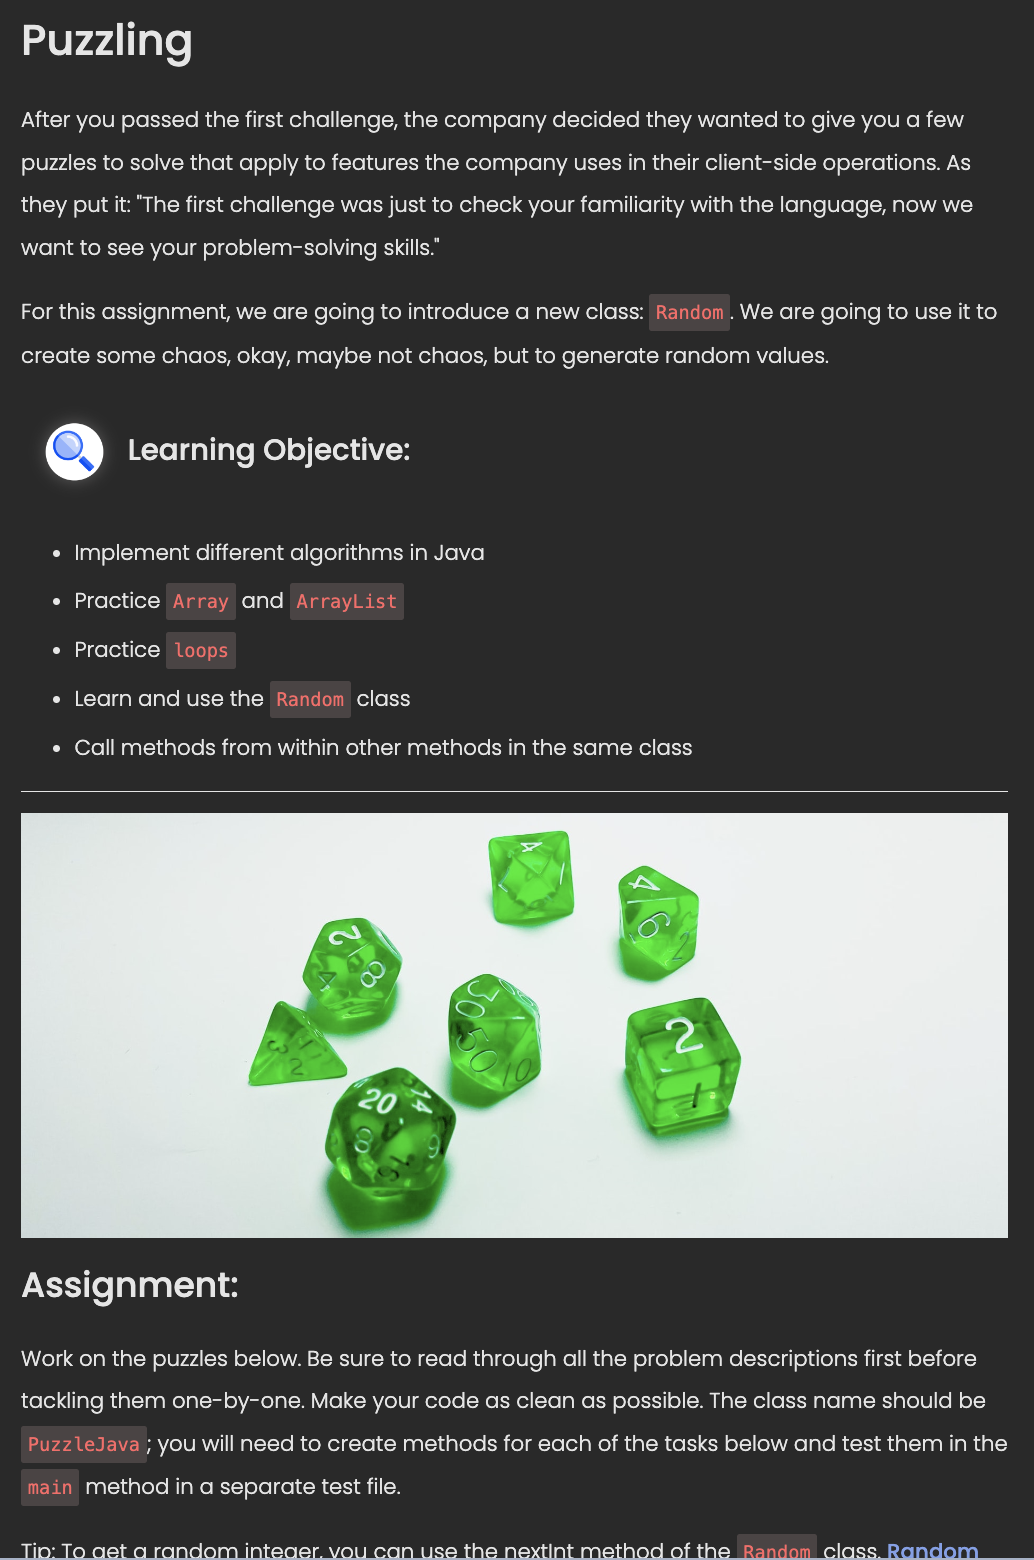 Puzzling
After you passed the first challenge, the company decided they wanted to give you a few
puzzles to solve that apply to features the company uses in their client-side operations. As
they put it: "The first challenge was just to check your familiarity with the language, now we
want to see your problem-solving skills."
For this assignment, we are going to introduce a new class: Random. We are going to use it to
create some chaos, okay, maybe not chaos, but to generate random values.
Learning Objective:
• Implement different algorithms in Java
• Practice Array and ArrayList
• Practice loops
• Learn and use the Random class
• Call methods from within other methods in the same class
4
4
6
2
2
8
4
30
50
10
3
1
2
2
1
20
14
8
6
Assignment:
Work on the puzzles below. Be sure to read through all the problem descriptions first before
tackling them one-by-one. Make your code as clean as possible. The class name should be
PuzzleJava; you will need to create methods for each of the tasks below and test them in the
main method in a separate test file.
Tip: To get a random integer, you can use the nextInt method of the Random class. Random